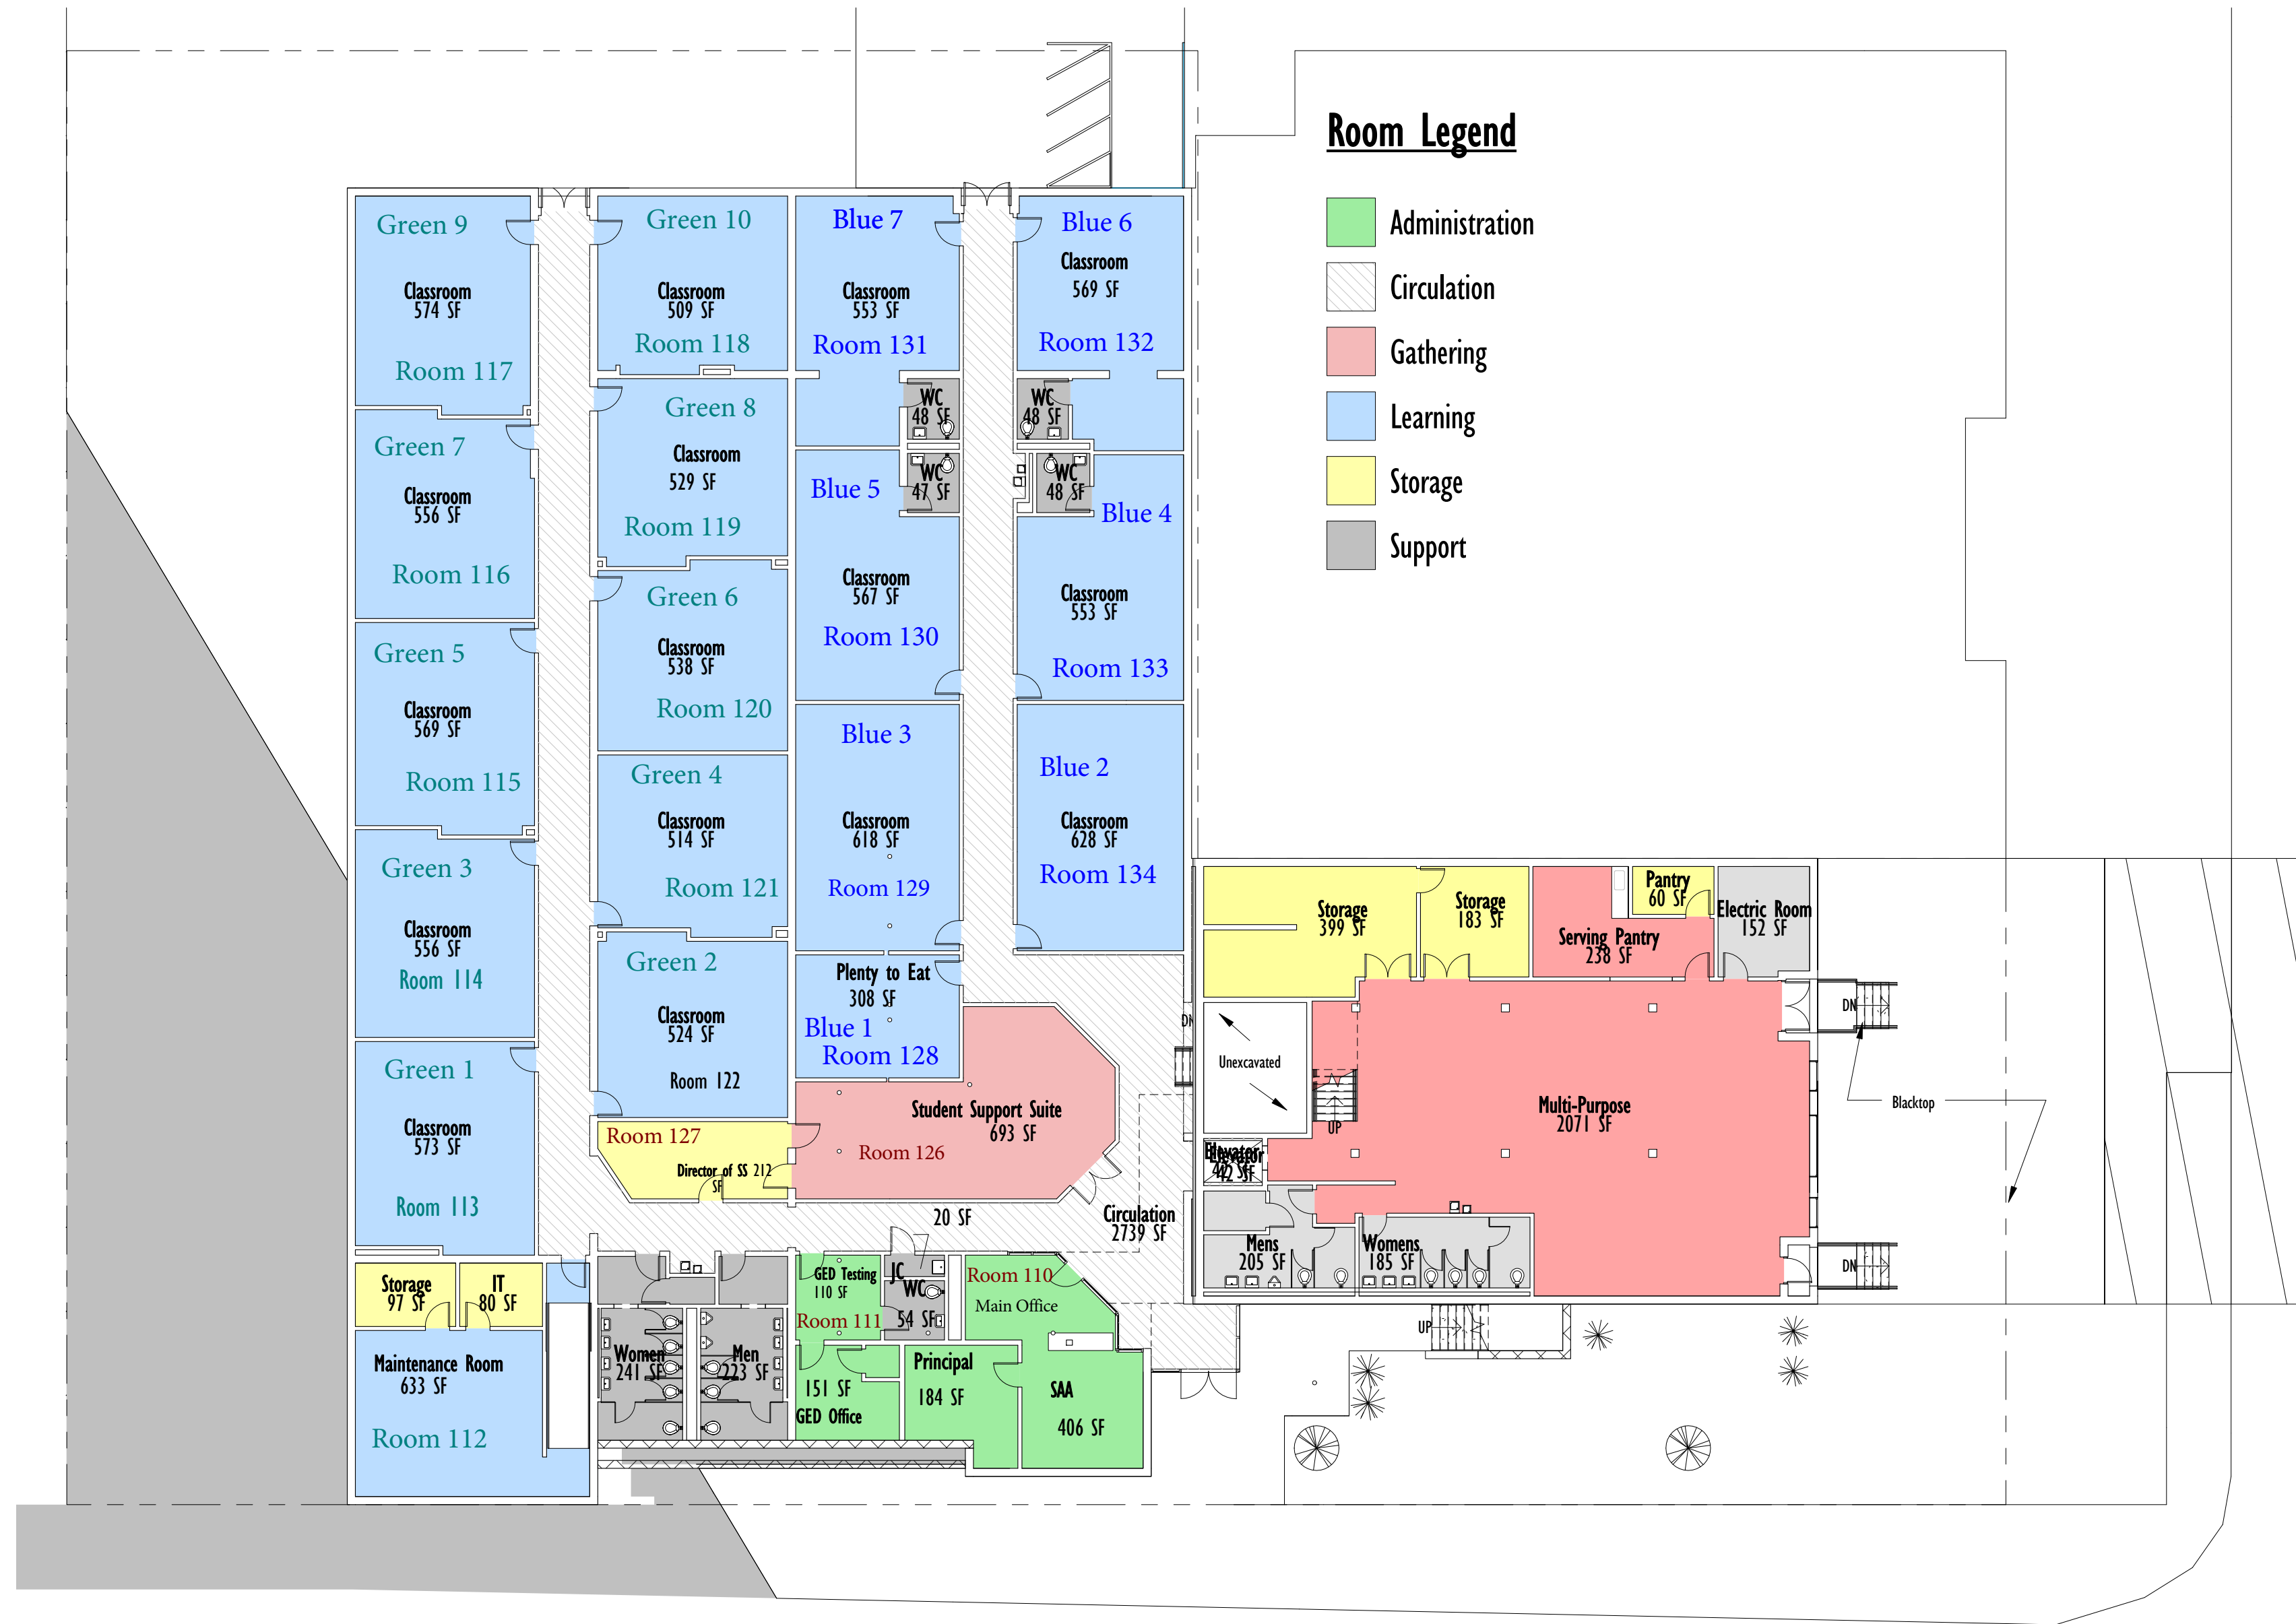 Room Legend
Administration
Circulation
Gathering
Learning
Storage
Support
Green 9
Classroom
574 SF
Room 117
Green 10
Classroom
509 SF
Room 118
Blue 7
Classroom
553 SF
Room 131
Blue 6
Classroom
569 SF
Room 132
WC
48 SF
WC
48 SF
Green 7
Classroom
556 SF
Room 116
Green 8
Classroom
529 SF
Room 119
WC
47 SF
WC
48 SF
Blue 5
Classroom
567 SF
Room 130
Blue 4
Classroom
553 SF
Room 133
Green 5
Classroom
569 SF
Room 115
Green 6
Classroom
538 SF
Room 120
Blue 3
Classroom
618 SF
Room 129
Blue 2
Classroom
628 SF
Room 134
Green 3
Classroom
556 SF
Room 114
Green 4
Classroom
514 SF
Room 121
Green 2
Classroom
524 SF
Room 122
Plenty to Eat
308 SF
Blue 1
Room 128
Green 1
Classroom
573 SF
Room 113
Room 127
Director of SS 212
SF
Student Support Suite
693 SF
Room 126
20 SF
Circulation
2739 SF
Storage
399 SF
Storage
183 SF
Pantry
60 SF
Serving Pantry
238 SF
Electric Room
152 SF
DN
DN
Unexcavated
UP
Multi-Purpose
2071 SF
Blacktop
Elevator
42 SF
Mens
205 SF
Womens
185 SF
DN
UP
Storage
97 SF
IT
80 SF
Maintenance Room
633 SF
Room 112
Women
241 SF
Men
223 SF
GED Testing
110 SF
Room 111
JC
WC
54 SF
Room 110
Main Office
151 SF
GED Office
Principal
184 SF
SAA
406 SF